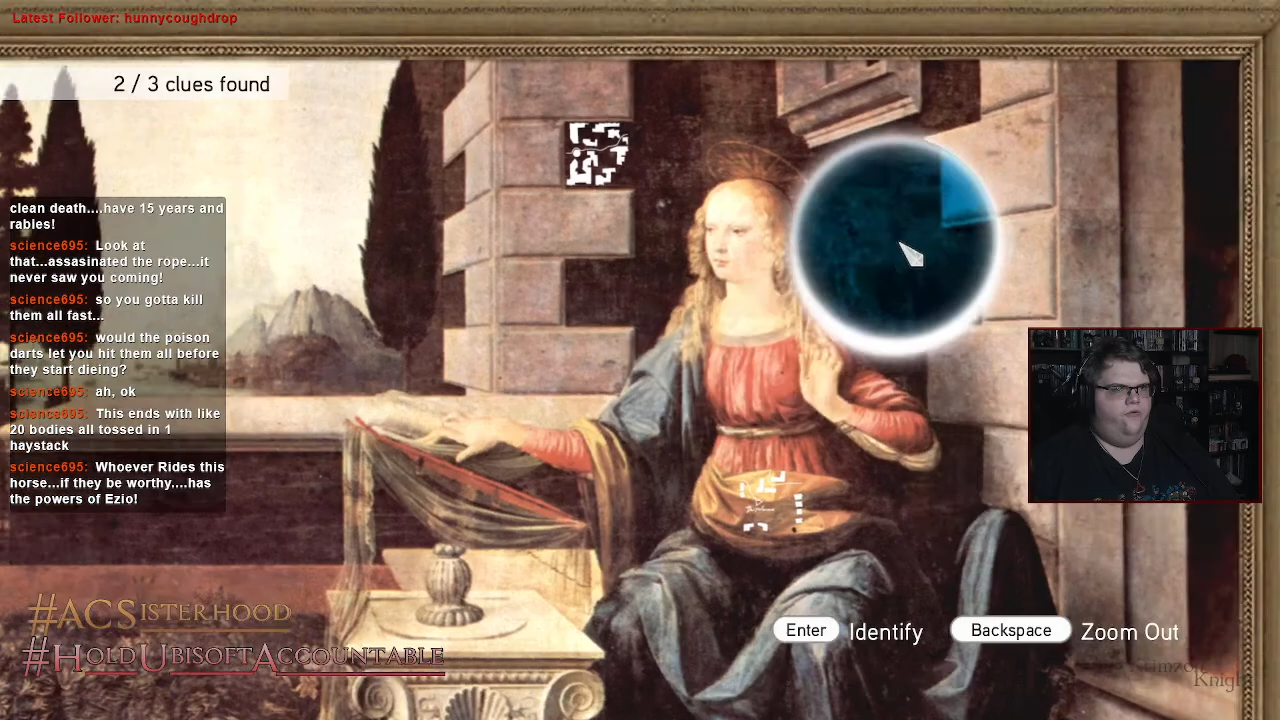 Latest Follower: hunnycoughdrop
2 / 3 clues found
clean death....have 15 years and
rables!
science695: Look at
that...assasinated the rope...it
never saw you coming!
science695: so you gotta kill
them all fast...
science695: would the poison
darts let you hit them all before
they start dieing?
science695: ah, ok
science695: This ends with like
20 bodies all tossed in 1
haystack
science695: Whoever Rides this
horse...if they be worthy....has
the powers of Ezio!
#ACSisterhood
#HoldUbisoftAccountable
Enter Identify Backspace Zoom Out